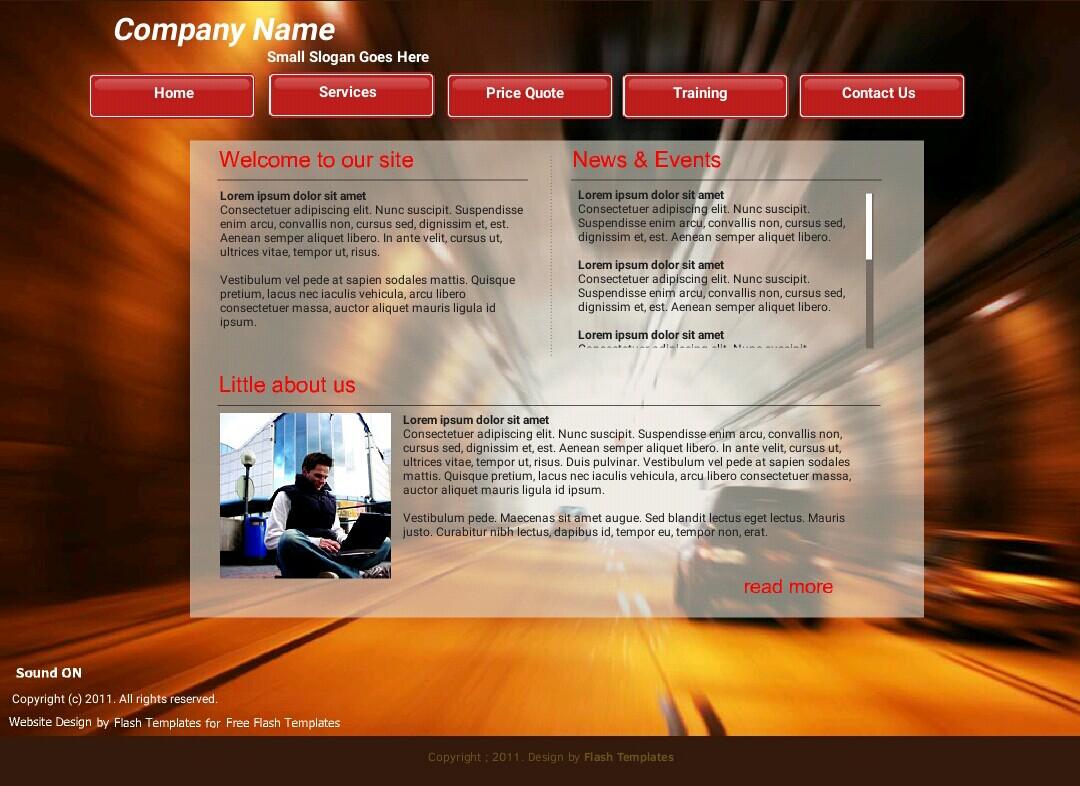 Company Name
Small Slogan Goes Here
Home
Services
Price Quote
Training
Contact Us
Welcome to our site
Lorem ipsum dolor sit amet
Consectetuer adipiscing elit. Nunc suscipit. Suspendisse
enim arcu, convallis non, cursus sed, dignissim et, est.
Aenean semper aliquet libero. In ante velit, cursus ut,
ultrices vitae, tempor ut, risus.
Vestibulum vel pede at sapien sodales mattis. Quisque
pretium, lacus nec iaculis vehicula, arcu libero
consectetuer massa, auctor aliquet mauris ligula id
ipsum.
News & Events
Lorem ipsum dolor sit amet
Consectetuer adipiscing elit. Nunc suscipit.
Suspendisse enim arcu, convallis non, cursus sed,
dignissim et, est. Aenean semper aliquet libero.
Lorem ipsum dolor sit amet
Consectetuer adipiscing elit. Nunc suscipit.
Suspendisse enim arcu, convallis non, cursus sed,
dignissim et, est. Aenean semper aliquet libero.
Lorem ipsum dolor sit amet
Little about us
Lorem ipsum dolor sit amet
Consectetuer adipiscing elit. Nunc suscipit. Suspendisse enim arcu, convallis non,
cursus sed, dignissim et, est. Aenean semper aliquet libero. In ante velit, cursus ut,
ultrices vitae, tempor ut, risus. Duis pulvinar. Vestibulum vel pede at sapien sodales
mattis. Quisque pretium, lacus nec iaculis vehicula, arcu libero consectetuer massa,
auctor aliquet mauris ligula id ipsum.
Vestibulum pede. Maecenas sit amet augue. Sed blandit lectus eget lectus. Mauris
justo. Curabitur nibh lectus, dapibus id, tempor eu, tempor non, erat.
read more
Sound ON
Copyright (c) 2011. All rights reserved.
Website Design by Flash Templates for Free Flash Templates
Copyright ; 2011. Design by Flash Templates